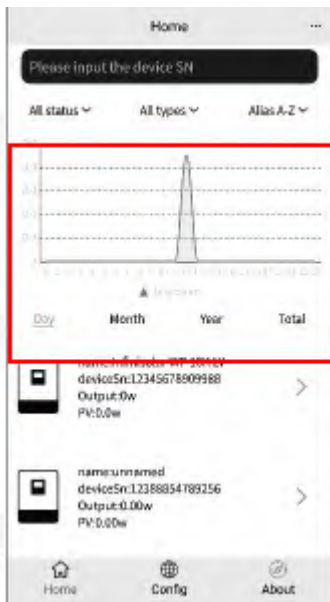 Home
Please input the device SN
All status All types Alias A-Z
Day Month Year Total
deviceSn:12345678909988
Output:0w
PV:0.0w
name:unnamed
deviceSn:12388854789256
Output:0.00w
PV:0.00w
Home Config About